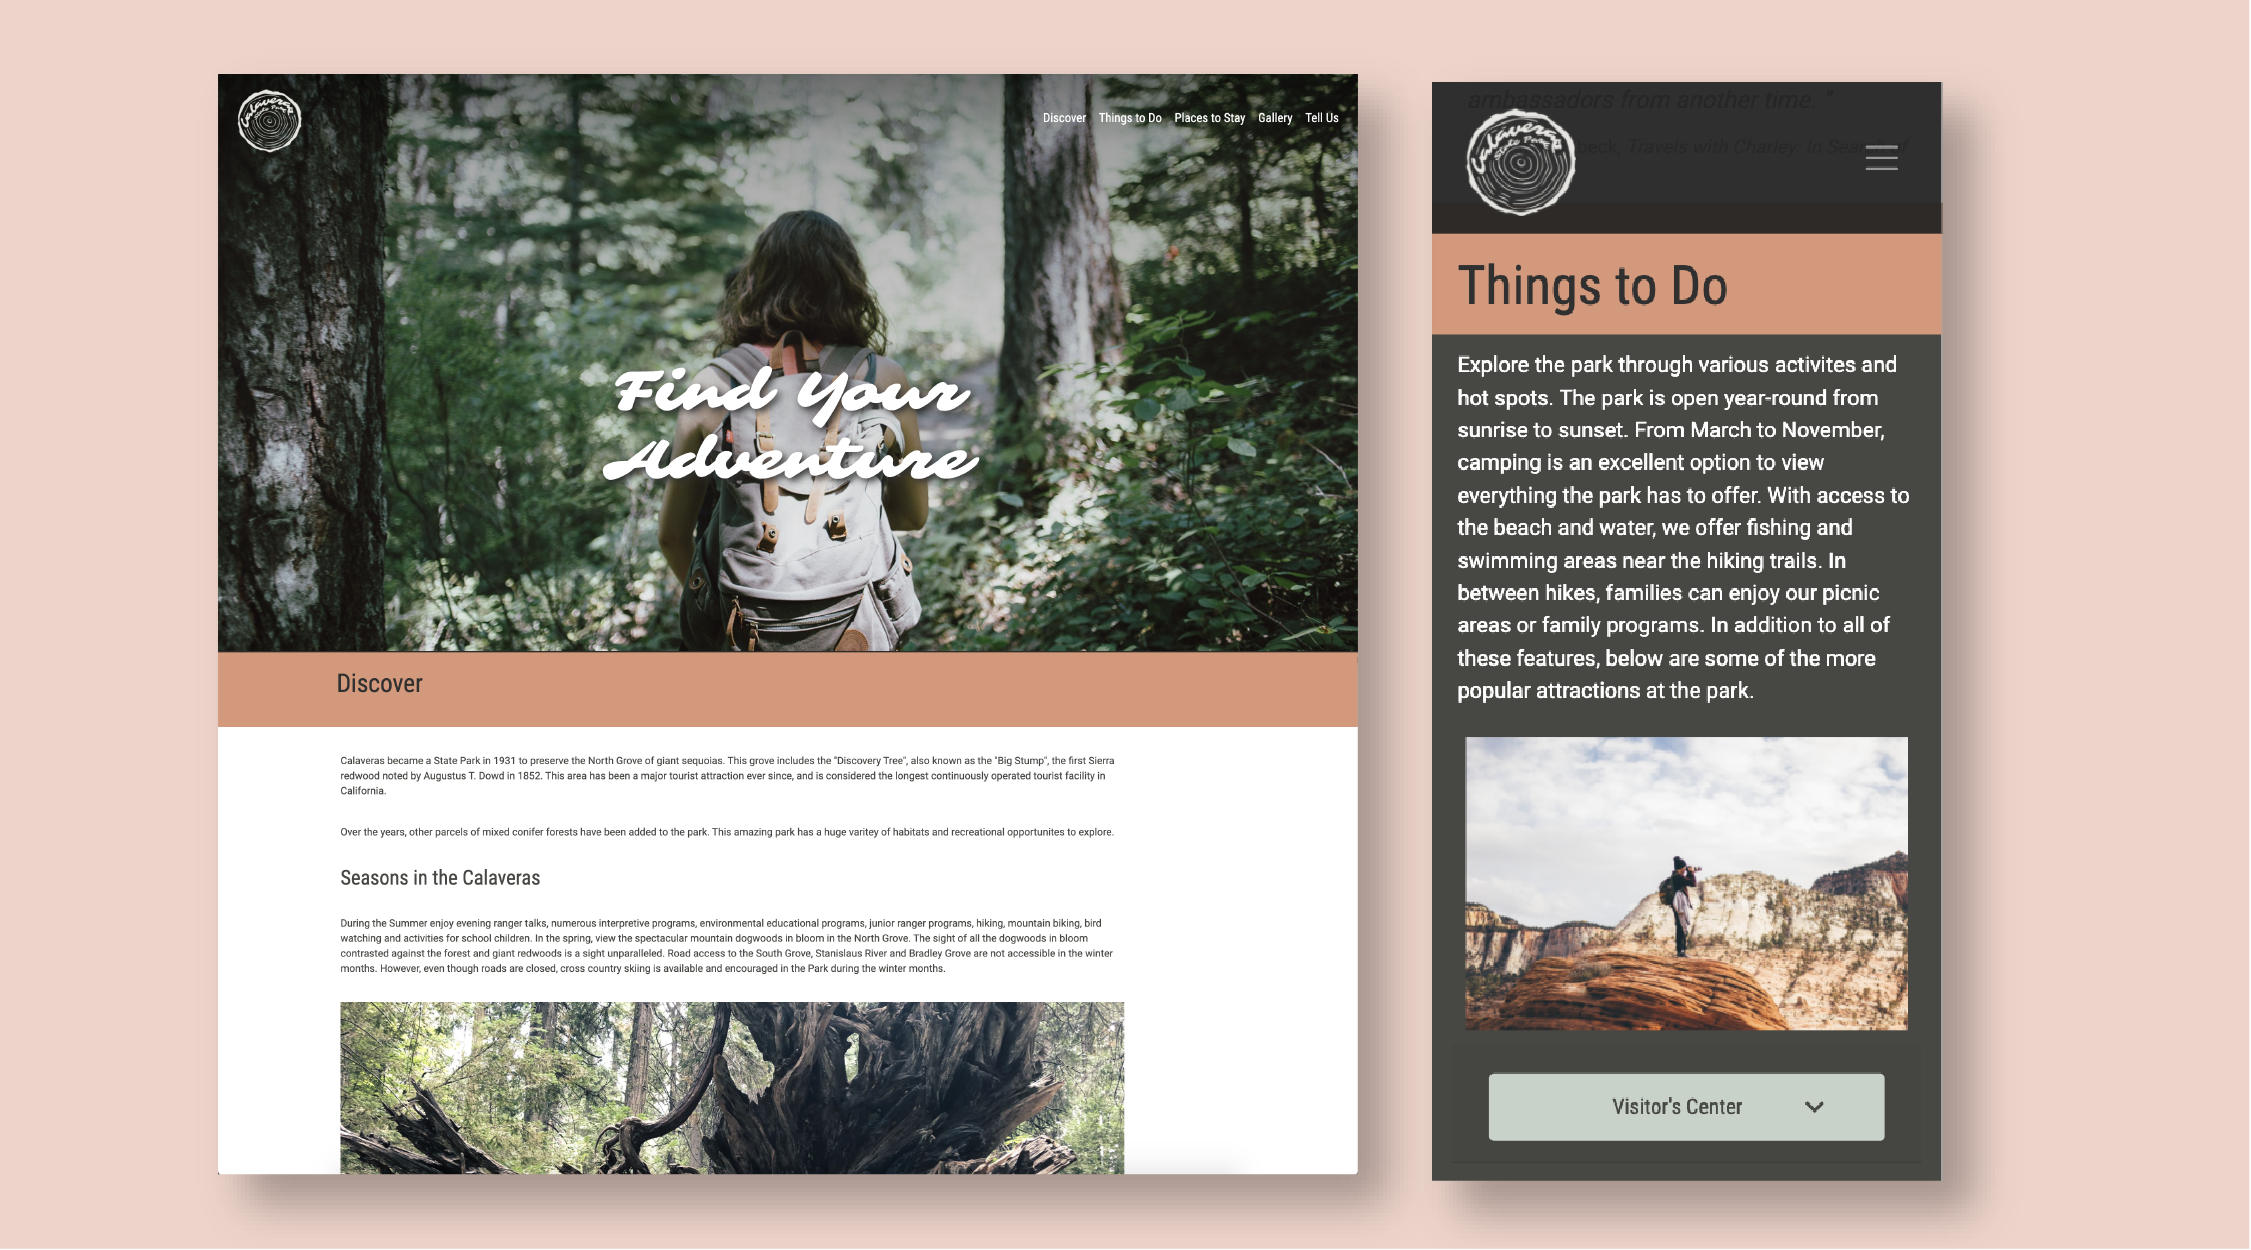 Calaveras
State Park
Discover Things to Do Places to Stay Gallery Tell Us
Find Your
Adventure
Discover
Calaveras became a State Park in 1931 to preserve the North Grove of giant sequoias. This grove includes the "Discovery Tree", also known as the "Big Stump", the first Sierra
redwood noted by Augustus T. Dowd in 1852. This area has been a major tourist attraction ever since, and is considered the longest continuously operated tourist facility in
California.
Over the years, other parcels of mixed conifer forests have been added to the park. This amazing park has a huge varitey of habitats and recreational opportunites to explore.
Seasons in the Calaveras
During the Summer enjoy evening ranger talks, numerous interpretive programs, environmental educational programs, junior ranger programs, hiking, mountain biking, bird
watching and activities for school children. In the spring, view the spectacular mountain dogwoods in bloom in the North Grove. The sight of all the dogwoods in bloom
contrasted against the forest and giant redwoods is a sight unparalleled. Road access to the South Grove, Stanislaus River and Bradley Grove are not accessible in the winter
months. However, even though roads are closed, cross country skiing is available and encouraged in the Park during the winter months.
ambassadors from another time. "
Calaveras
State Park
Travels with Charley: In
Things to Do
Explore the park through various activites and
hot spots. The park is open year-round from
sunrise to sunset. From March to November,
camping is an excellent option to view
everything the park has to offer. With access to
the beach and water, we offer fishing and
swimming areas near the hiking trails. In
between hikes, families can enjoy our picnic
areas or family programs. In addition to all of
these features, below are some of the more
popular attractions at the park.
Visitor's Center